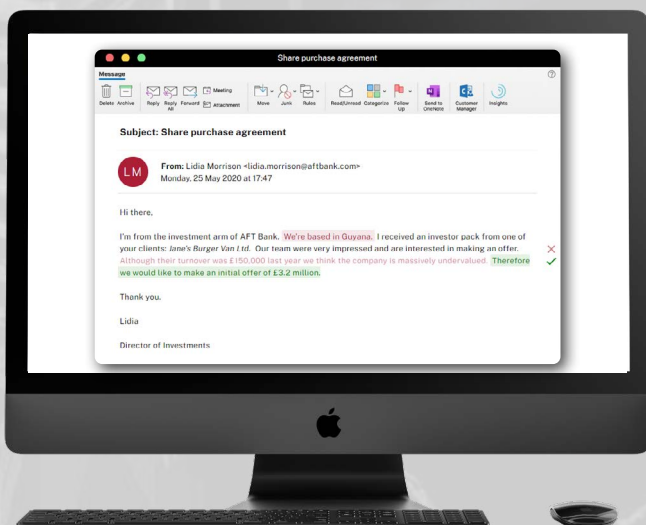 Share purchase agreement
Message
Meeting
Attachment
Delete Archive Reply Reply All Forward Move Junk Rules Read/Unread Categorize Follow Up Send to OneNote Customer Manager Insights
Subject: Share purchase agreement
LM
From: Lidia Morrison <lidia.morrison@aftbank.com>
Monday, 25 May 2020 at 17:47
Hi there,
I'm from the investment arm of AFT Bank. We're based in Guyana. I received an investor pack from one of
your clients: Jane's Burger Van Ltd. Our team were very impressed and are interested in making an offer.
Although their turnover was £150,000 last year we think the company is massively undervalued. Therefore
we would like to make an initial offer of £3.2 million.
Thank you.
Lidia
Director of Investments